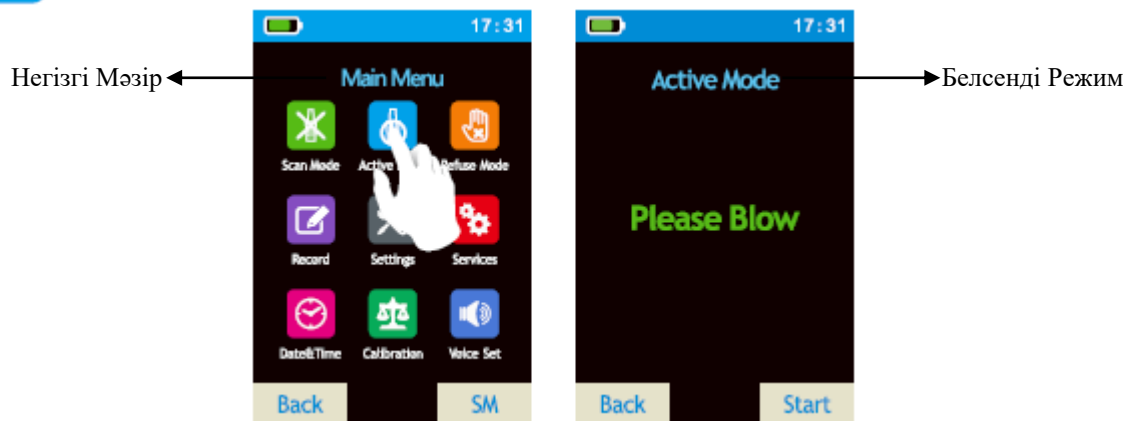 17:31
17:31
Негізгі Мәзір
Main Menu
Active Mode
Белсенді Режим
Scan Mode
Active
Refuse Mode
Please Blow
Record
Settings
Services
Date&Time
Calibration
Voice Set
Back
SM
Back
Start